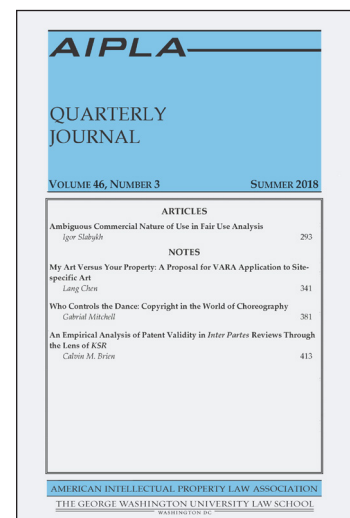 AIPLA
QUARTERLY
JOURNAL
VOLUME 46, NUMBER 3 SUMMER 2018
ARTICLES
Ambiguous Commercial Nature of Use in Fair Use Analysis
Igor Slabykh 293
NOTES
My Art Versus Your Property: A Proposal for VARA Application to Site-
specific Art
Lang Chen 341
Who Controls the Dance: Copyright in the World of Choreography
Gabrial Mitchell 381
An Empirical Analysis of Patent Validity in Inter Partes Reviews Through
the Lens of KSR
Calvin M. Brien 413
AMERICAN INTELLECTUAL PROPERTY LAW ASSOCIATION
THE GEORGE WASHINGTON UNIVERSITY LAW SCHOOL
WASHINGTON DC